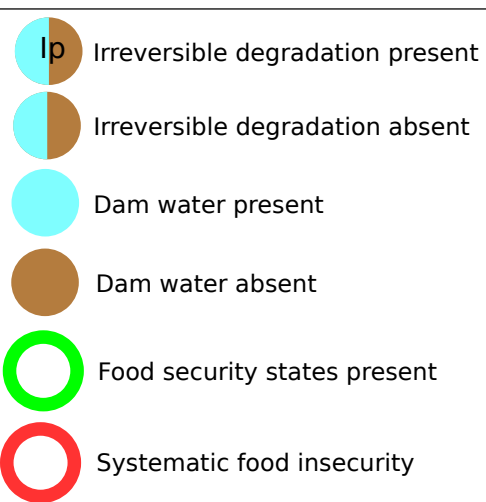 Ip Irreversible degradation present
Irreversible degradation absent
Dam water present
Dam water absent
Food security states present
Systematic food insecurity